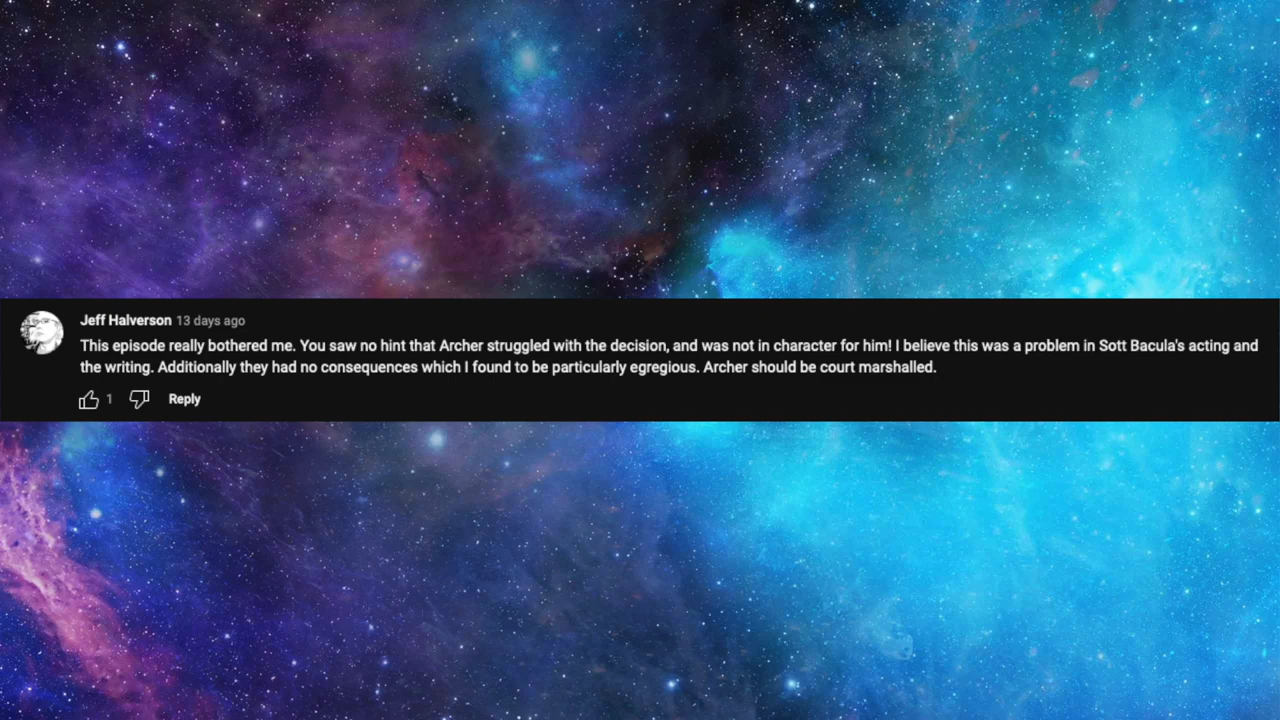 Jeff Halverson 13 days ago
This episode really bothered me. You saw no hint that Archer struggled with the decision, and was not in character for him! I believe this was a problem in Sott Bacula's acting and
the writing. Additionally they had no consequences which I found to be particularly egregious. Archer should be court marshalled.
1 Reply